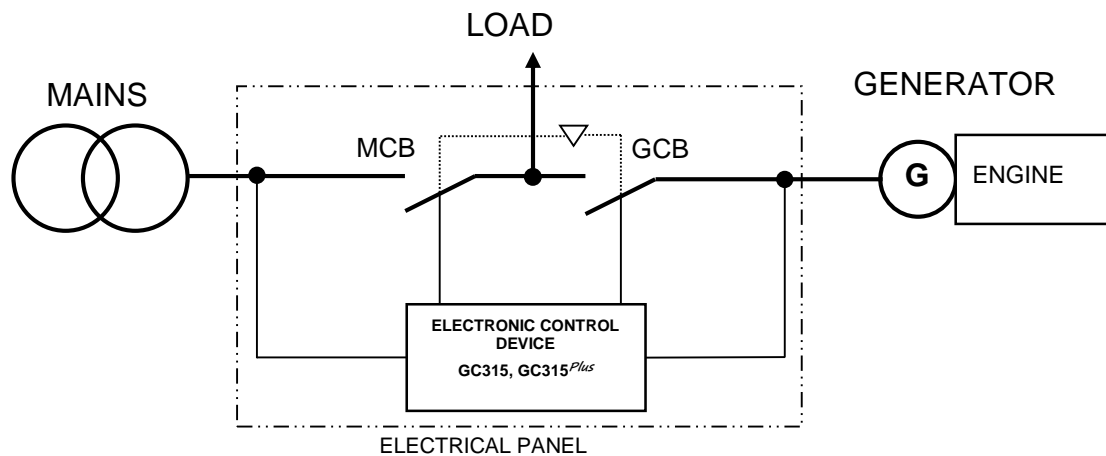 LOAD
MAINS
GENERATOR
MCB
GCB
G
ENGINE
ELECTRONIC CONTROL
DEVICE
GC315, GC315Plus
ELECTRICAL PANEL